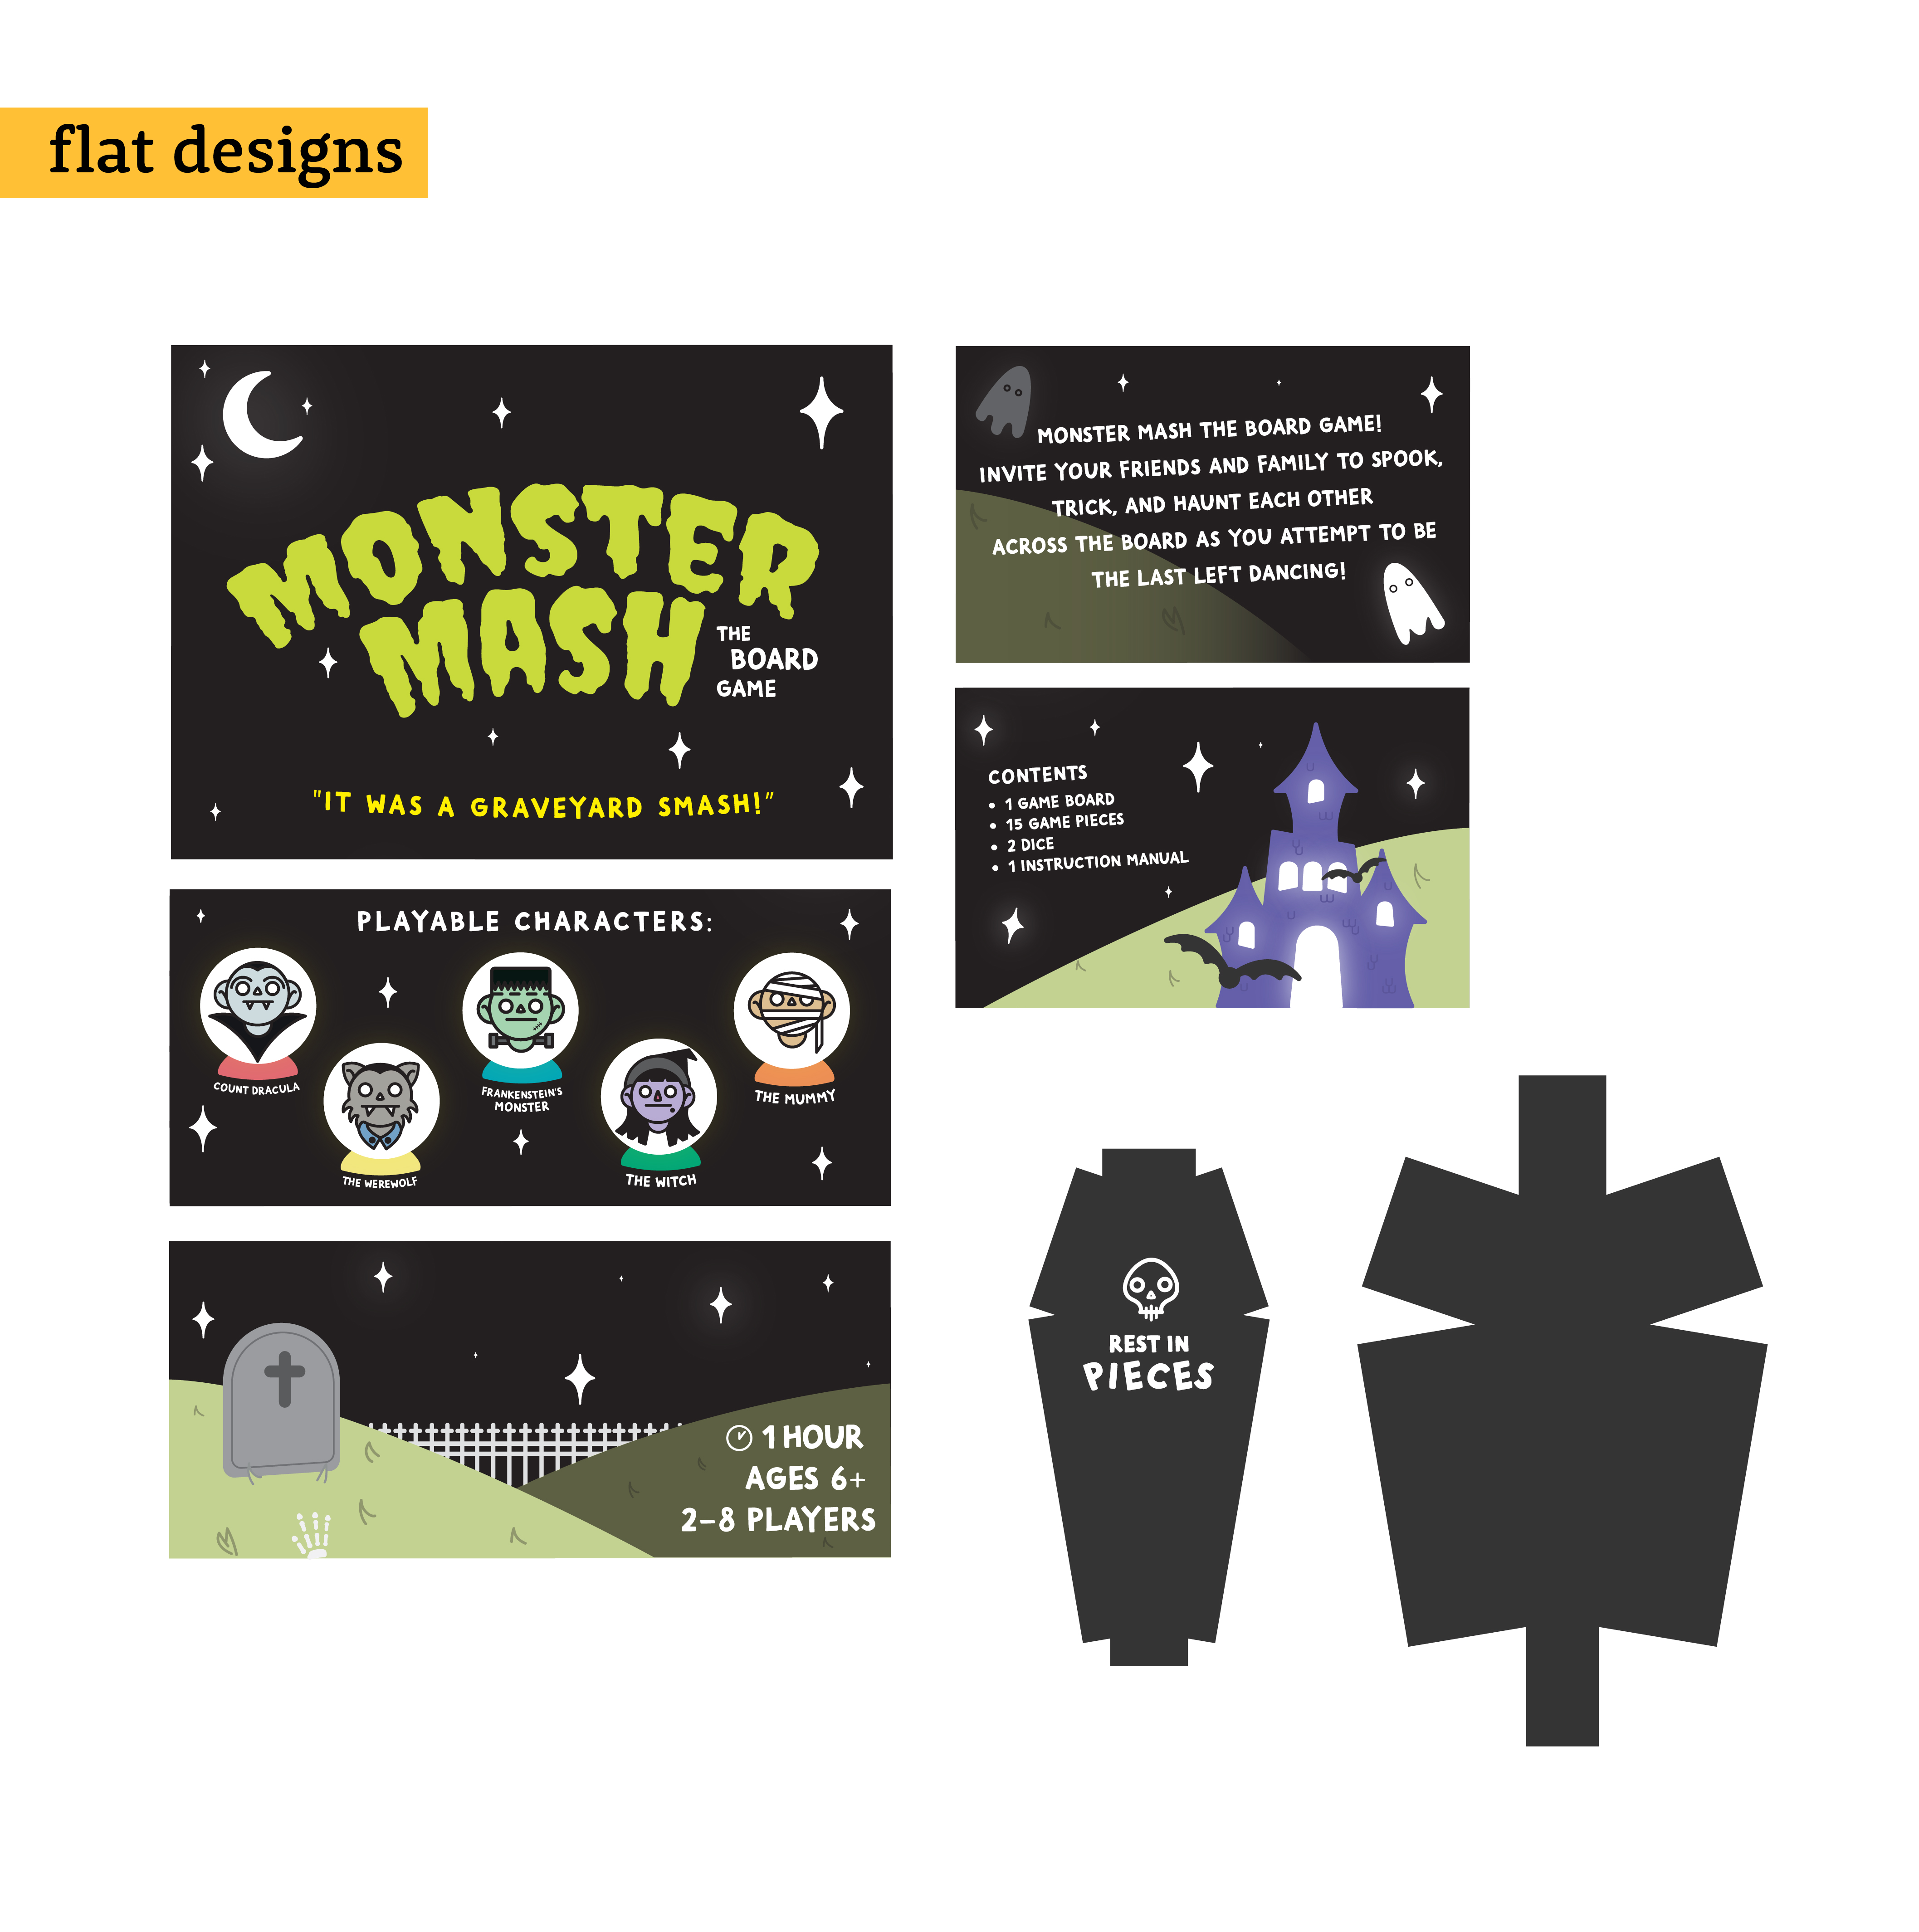 flat designs
MONSTER
MASH
THE
BOARD
GAME
"IT WAS A GRAVEYARD SMASH!"
PLAYABLE CHARACTERS:
COUNT DRACULA
THE WEREWOLF
FRANKENSTEIN'S
MONSTER
THE WITCH
THE MUMMY
1 HOUR
AGES 6+
2-8 PLAYERS
MONSTER MASH THE BOARD GAME!
INVITE YOUR FRIENDS AND FAMILY TO SPOOK,
TRICK, AND HAUNT EACH OTHER
ACROSS THE BOARD AS YOU ATTEMPT TO BE
THE LAST LEFT DANCING!
CONTENTS
• 1 GAME BOARD
• 15 GAME PIECES
• 2 DICE
• 1 INSTRUCTION MANUAL
REST IN
PIECES